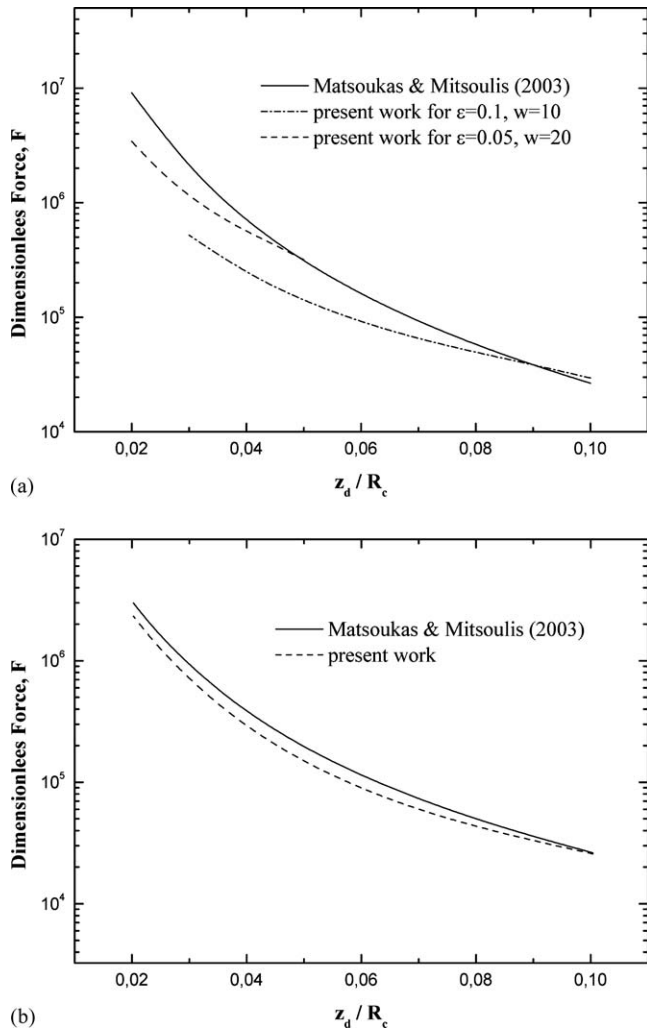 10⁷
10⁶
10⁵
10⁴
Dimensionlees Force, F
Matsoukas & Mitsoulis (2003)
present work for ε=0.1, w=10
present work for ε=0.05, w=20
0,02 0,04 0,06 0,08 0,10
(a)
z_d / R_c
10⁷
10⁶
10⁵
10⁴
Dimensionlees Force, F
Matsoukas & Mitsoulis (2003)
present work
0,02 0,04 0,06 0,08 0,10
(b)
z_d / R_c